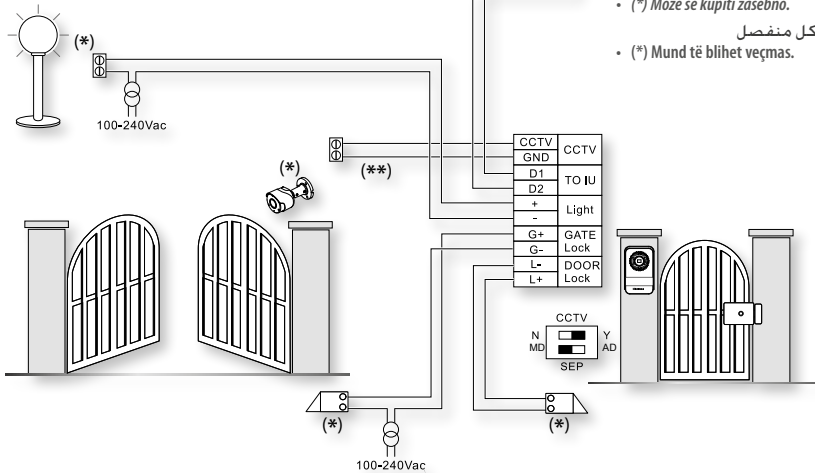 • (*) Može se kupiti zasebno.
كل منفصل
• (*) Mund të blihet veçmas.
(*)
100-240Vac
(*)
(**)
CCTV
GND
CCTV
D1
D2
TO IU
+
-
Light
G+
G-
GATE
Lock
L-
L+
DOOR
Lock
CCTV
N
Y
MD
AD
SEP
(*)
(*)
100-240Vac